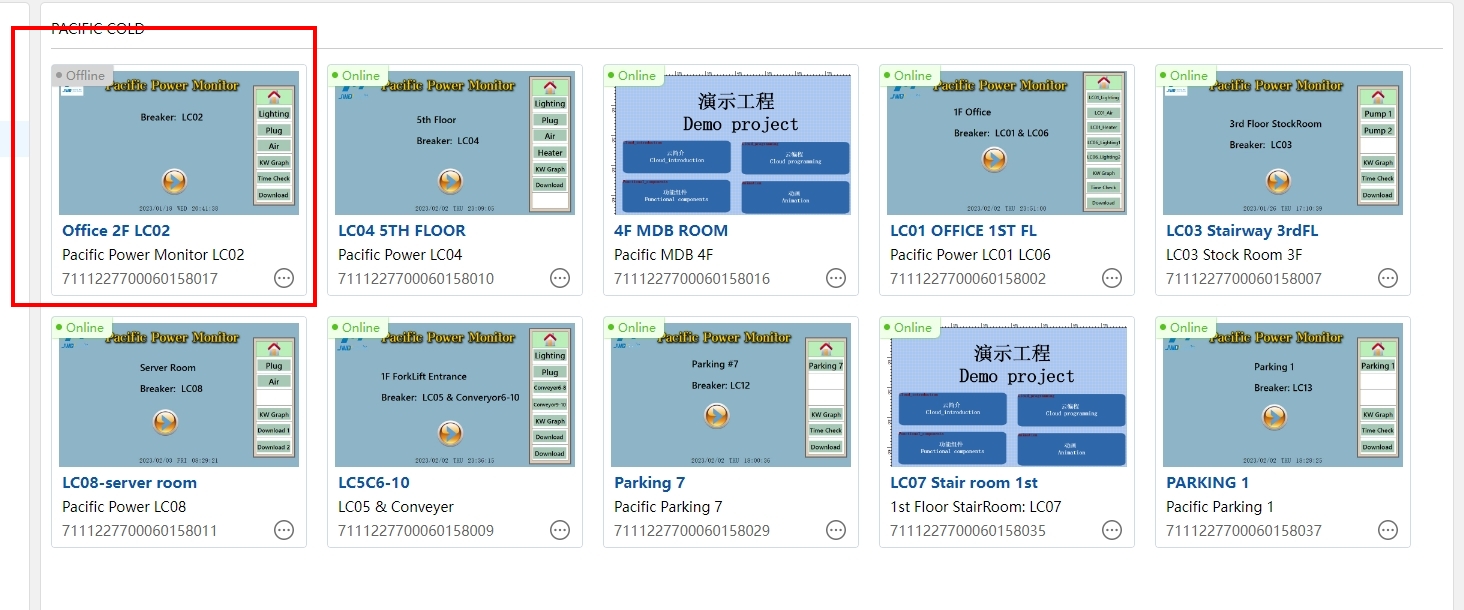 PACIFIC COLD
Offline
Pacific Power Monitor
Breaker: LC02
Lighting
Plug
Air
KW Graph
Time Check
Download
Office 2F LC02
Pacific Power Monitor LC02
7111227700060158017
Online
Pacific Power Monitor
5th Floor
Breaker: LC04
Lighting
Plug
Air
Heater
KW Graph
Download
2023/02/02 THU 23:09:05
LC04 5TH FLOOR
Pacific Power LC04
7111227700060158010
Online
演示工程
Demo project
云简介
Cloud_introduction
云编程
Cloud programming
功能组件
Functional components
动画
Animation
4F MDB ROOM
Pacific MDB 4F
7111227700060158016
Online
Pacific Power Monitor
1F Office
Breaker: LC01 & LC06
LC01_Lighting
LC01_Air
LC01_Heater
LC06_Lighting1
LC06_Lighting2
KW Graph
Time Check
Download
2023/02/02 THU 23:51:00
LC01 OFFICE 1ST FL
Pacific Power LC01 LC06
7111227700060158002
Online
Pacific Power Monitor
3rd Floor StockRoom
Breaker: LC03
Pump 1
Pump 2
KW Graph
Time Check
Download
2023/01/26 THU 17:10:39
LC03 Stairway 3rdFL
LC03 Stock Room 3F
7111227700060158007
Online
Pacific Power Monitor
Server Room
Breaker: LC08
Plug
Air
KW Graph
Download 1
Download 2
2023/02/03 FRI 08:29:21
LC08-server room
Pacific Power LC08
7111227700060158011
Online
Pacific Power Monitor
1F ForkLift Entrance
Breaker: LC05 & Converyor6-10
Lighting
Plug
Conveyor6-8
Conveyor9-10
KW Graph
Download
Download
2023/02/02 THU 23:36:15
LC5C6-10
LC05 & Conveyer
7111227700060158009
Online
Pacific Power Monitor
Parking #7
Breaker: LC12
Parking 7
KW Graph
Time Check
Download
2023/02/02 THU 18:00:36
Parking 7
Pacific Parking 7
7111227700060158029
Online
演示工程
Demo project
云简介
Cloud_introduction
云编程
Cloud programming
功能组件
Functional components
动画
Animation
LC07 Stair room 1st
1st Floor StairRoom: LC07
7111227700060158035
Online
Pacific Power Monitor
Parking 1
Breaker: LC13
Parking 1
KW Graph
Time Check
Download
2023/02/02 THU 18:28:25
PARKING 1
Pacific Parking 1
7111227700060158037